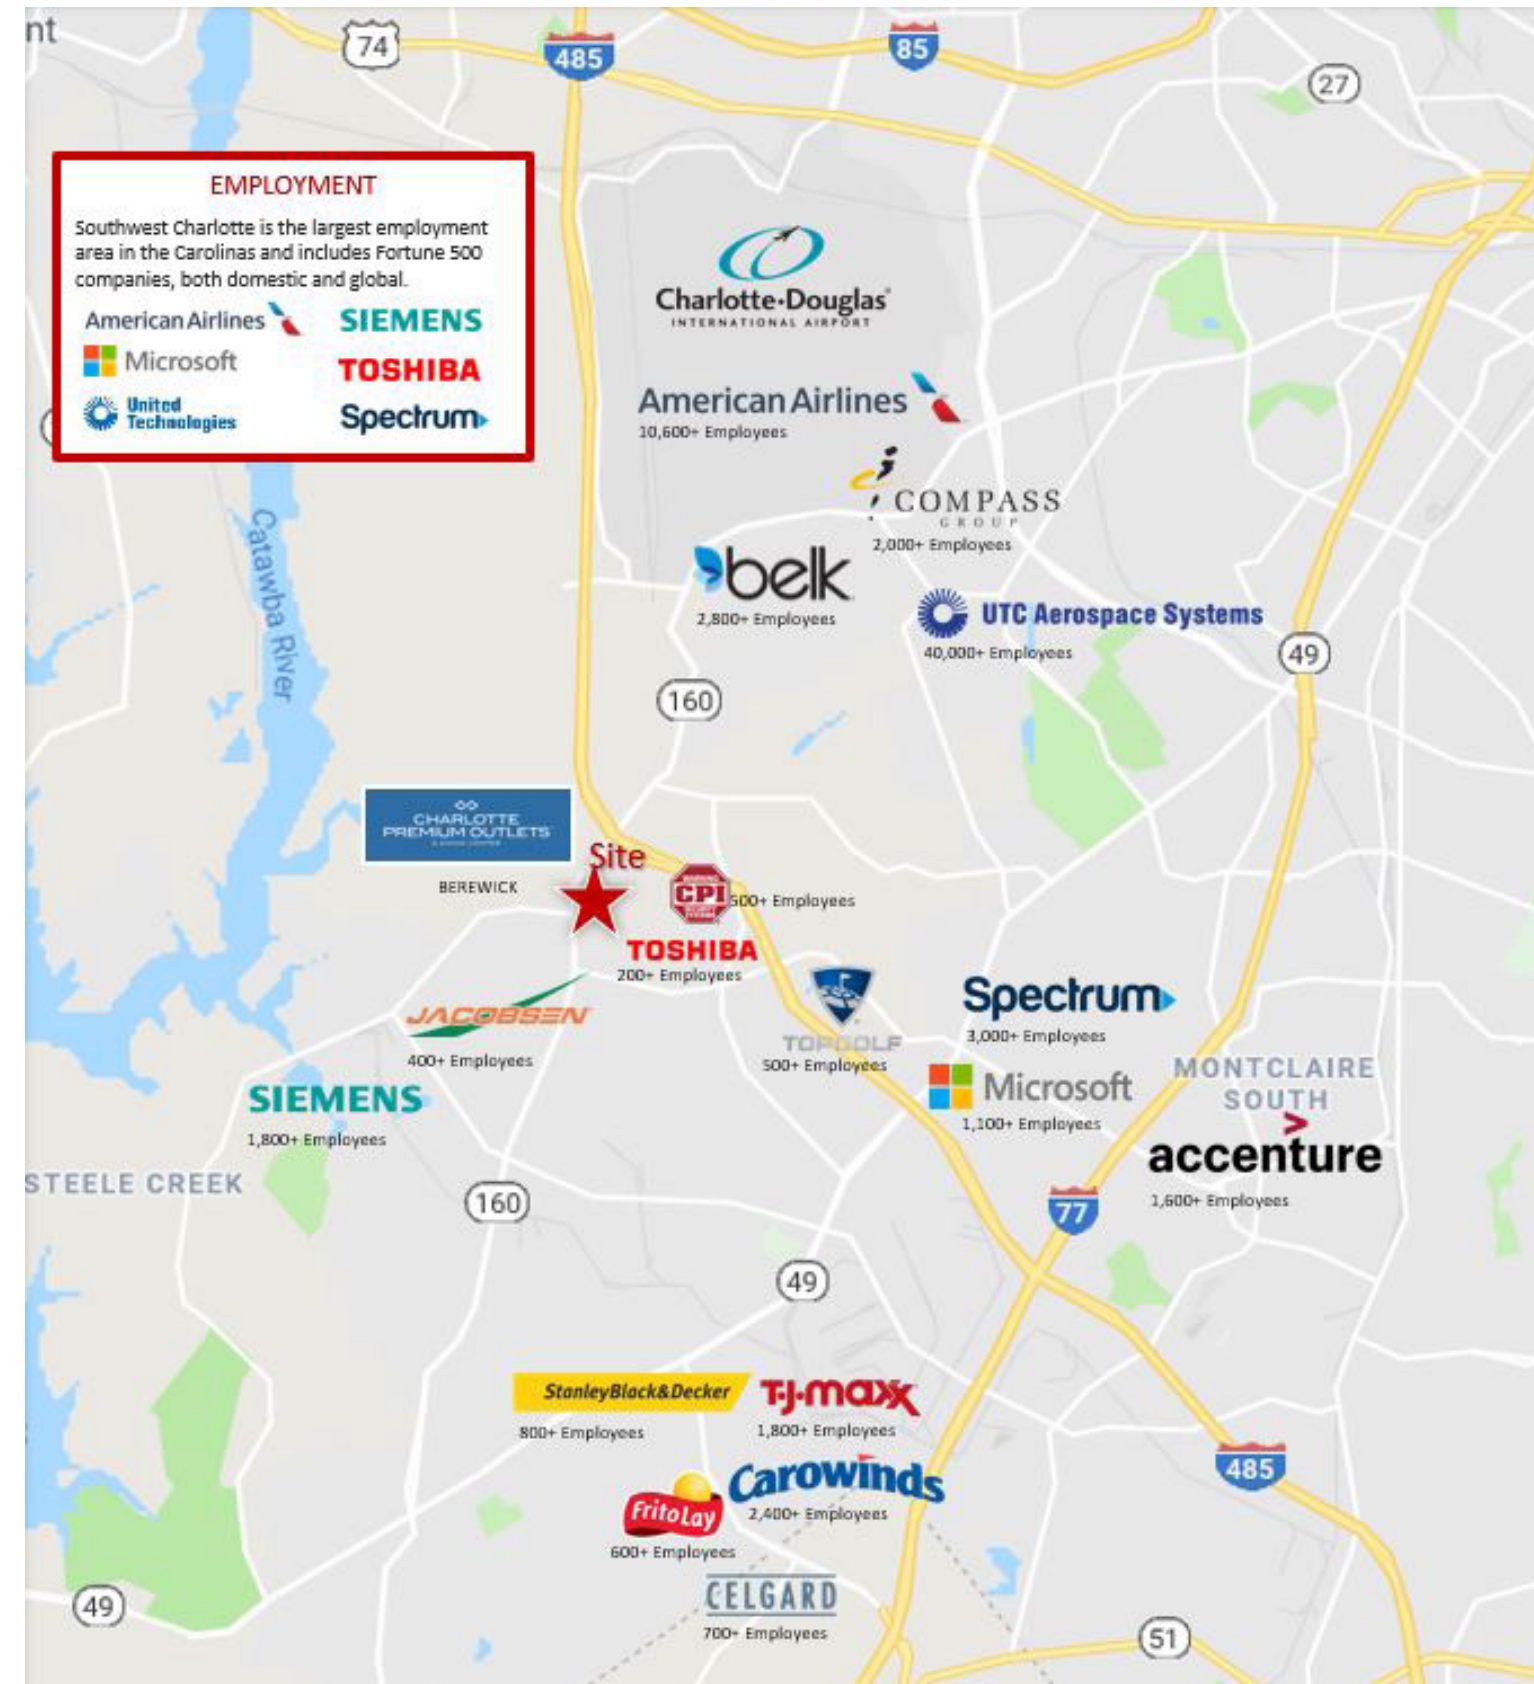 nt
74
485
85
27
EMPLOYMENT
Southwest Charlotte is the largest employment
area in the Carolinas and includes Fortune 500
companies, both domestic and global.
American Airlines
SIEMENS
Microsoft
TOSHIBA
United
Technologies
Spectrum
Charlotte·Douglas
INTERNATIONAL AIRPORT
American Airlines
10,600+ Employees
COMPASS
GROUP
2,000+ Employees
belk
2,800+ Employees
UTC Aerospace Systems
40,000+ Employees
Catawba River
49
160
CHARLOTTE
PREMIUM OUTLETS
Site
BEREWICK
CPI
500+ Employees
TOSHIBA
200+ Employees
JACOBSEN
400+ Employees
TOPGOLF
500+ Employees
Spectrum
3,000+ Employees
Microsoft
1,100+ Employees
MONTCLAIRE
SOUTH
accenture
1,600+ Employees
SIEMENS
1,800+ Employees
STEELE CREEK
160
77
49
StanleyBlack&Decker
800+ Employees
T·J·maxx
1,800+ Employees
Carowinds
2,400+ Employees
485
FritoLay
600+ Employees
CELGARD
700+ Employees
49
51